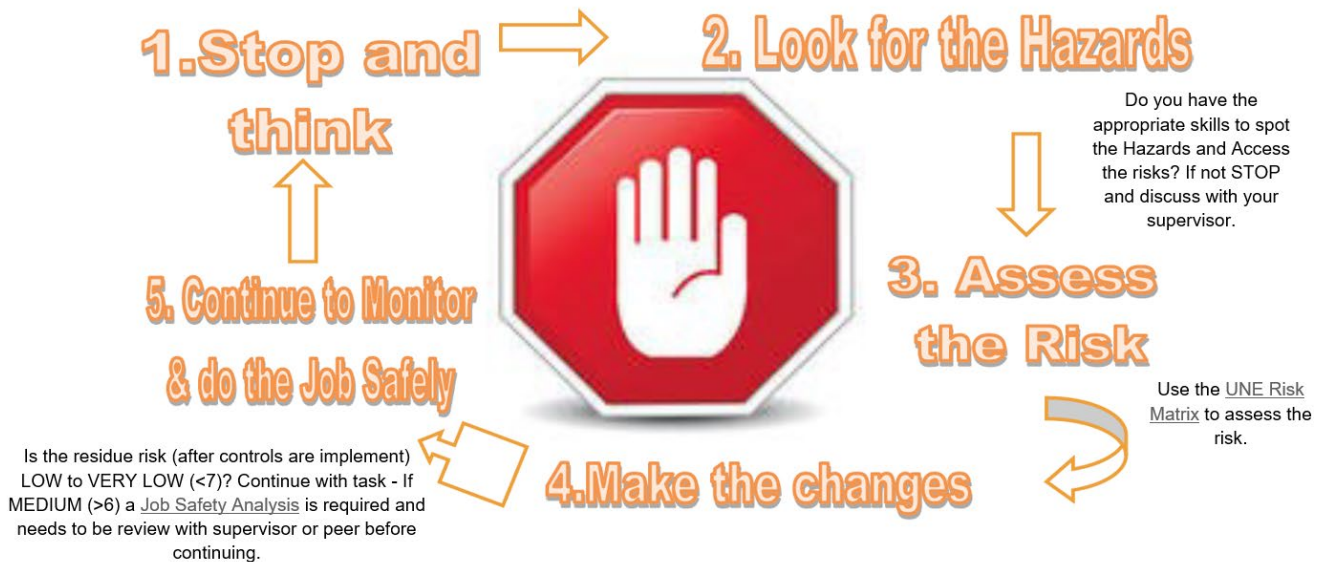 1.Stop and
think
2. Look for the Hazards
Do you have the
appropriate skills to spot
the Hazards and Access
the risks? If not STOP
and discuss with your
supervisor.
3. Assess
the Risk
Use the UNE Risk
Matrix to assess the
risk.
4.Make the changes
5. Continue to Monitor
& do the Job Safely
Is the residue risk (after controls are implement)
LOW to VERY LOW (<7)? Continue with task - If
MEDIUM (>6) a Job Safety Analysis is required and
needs to be review with supervisor or peer before
continuing.